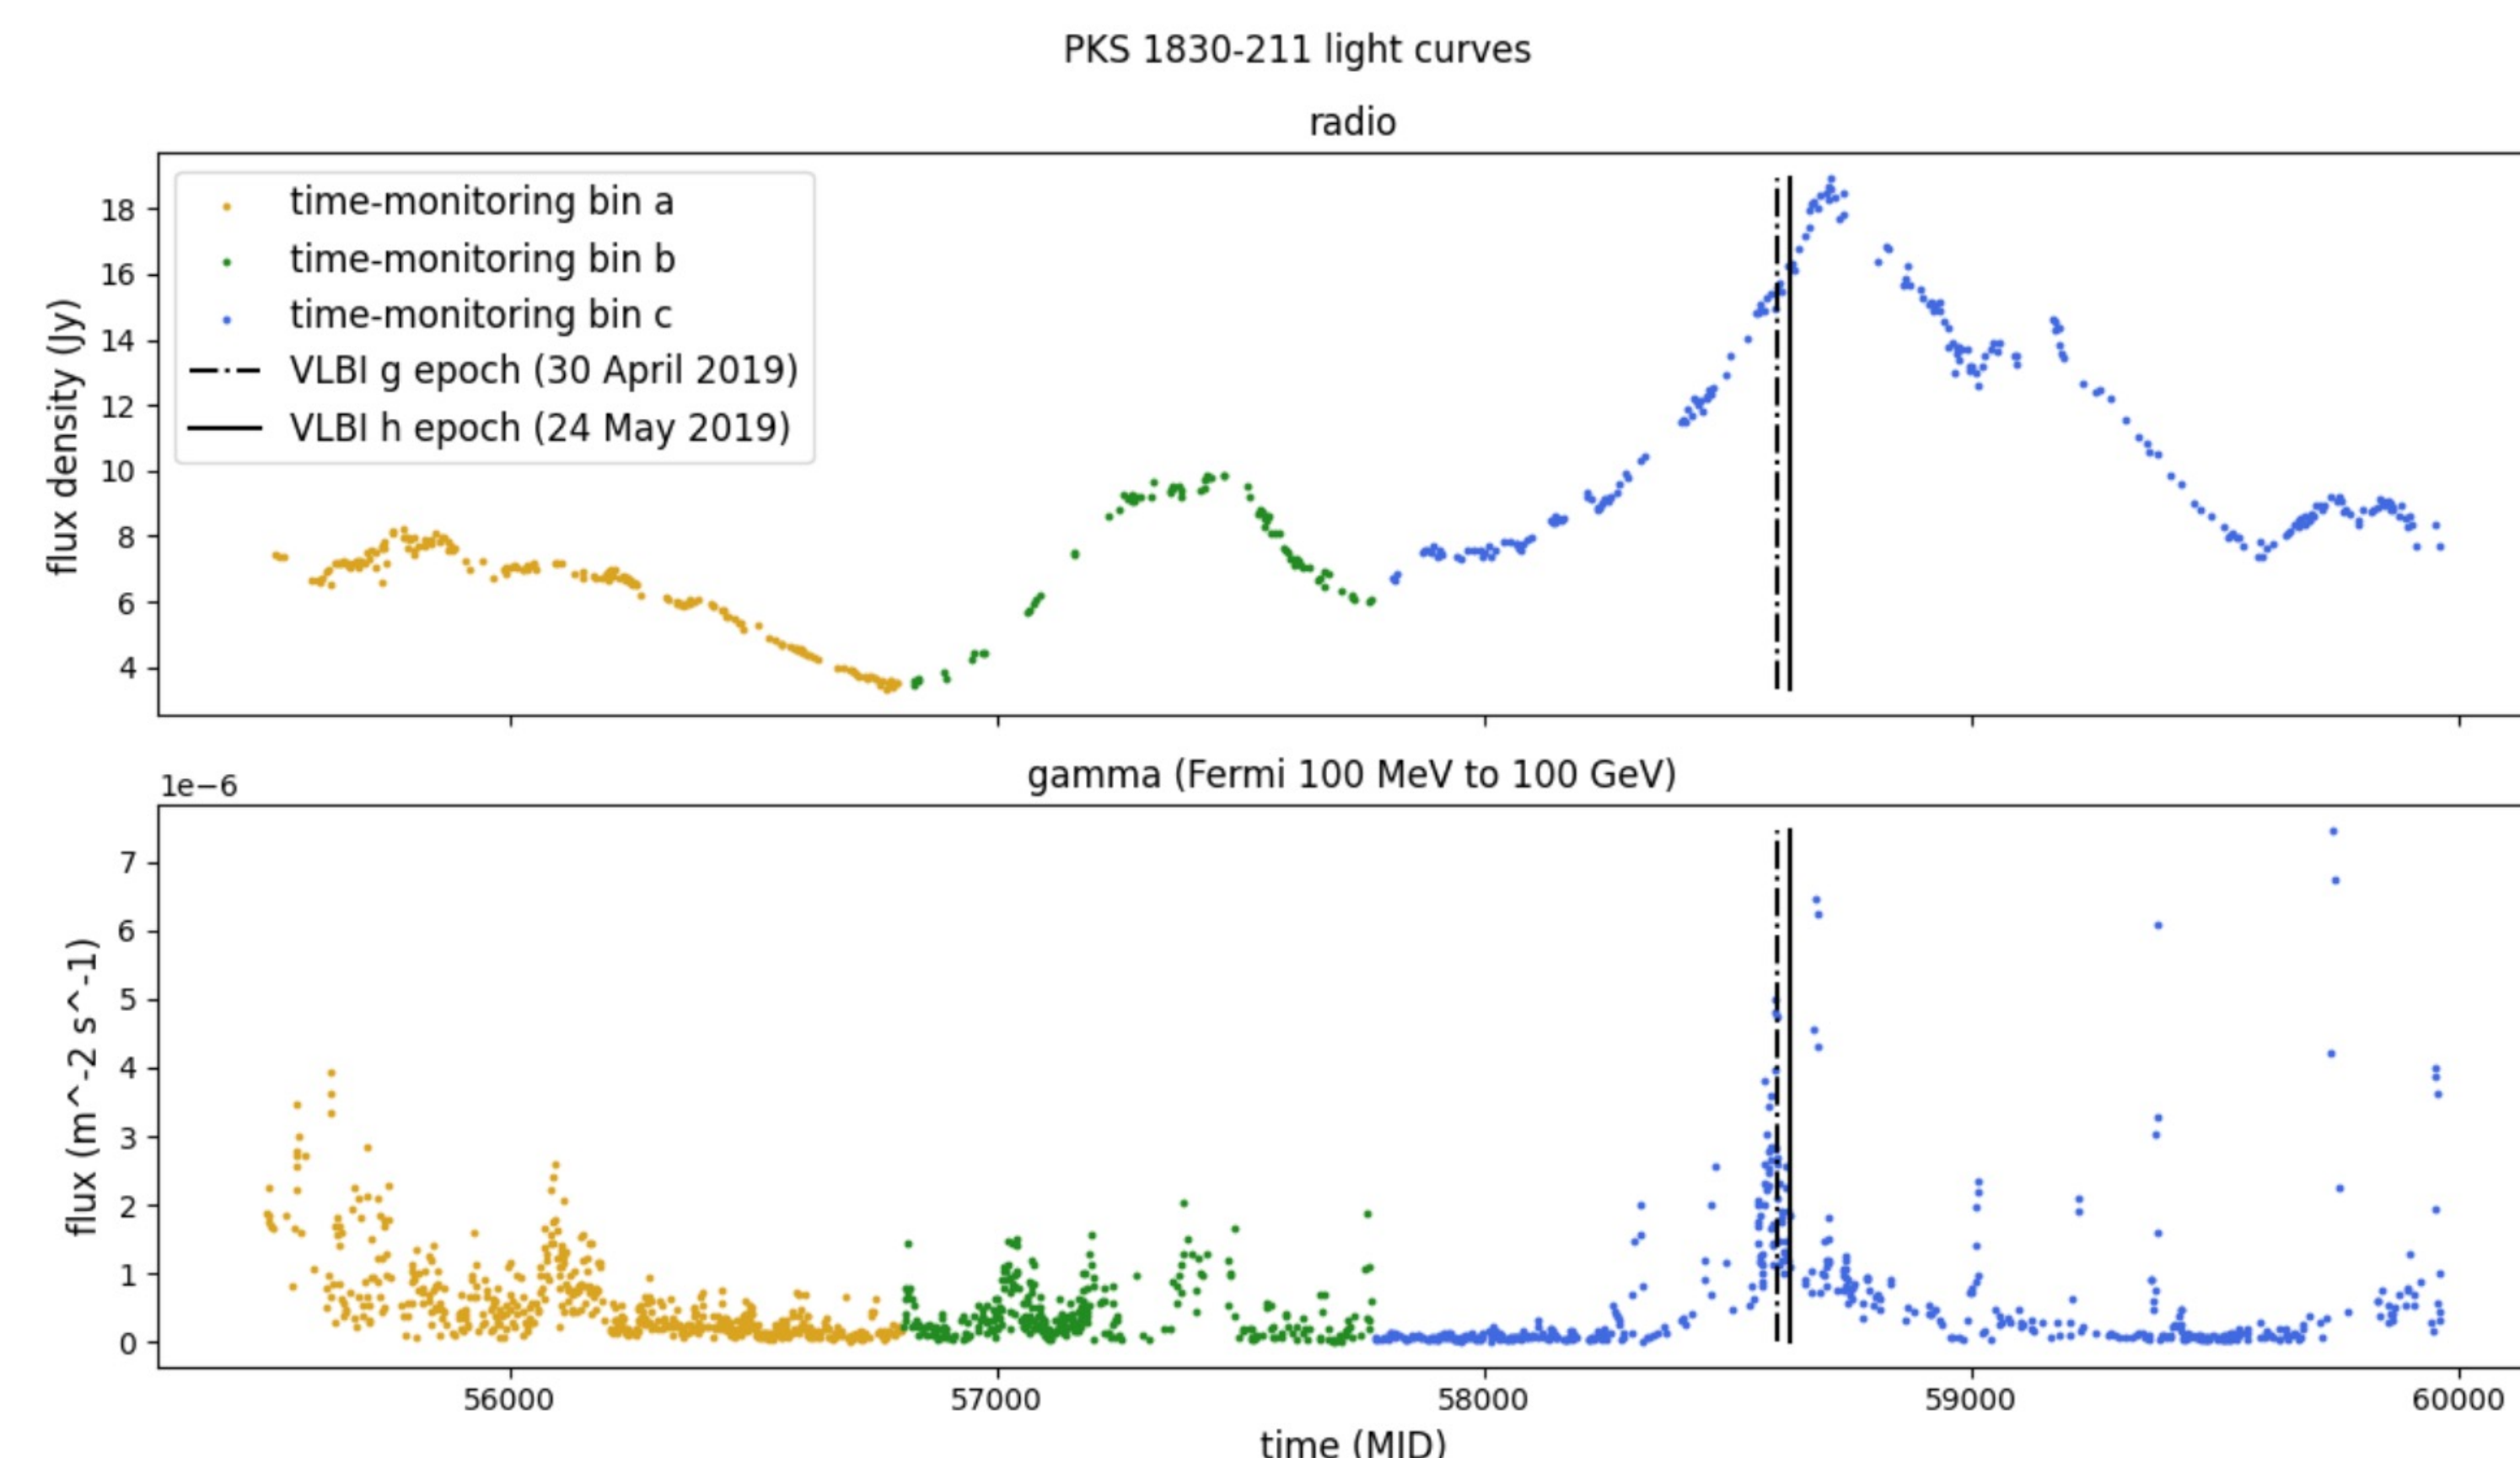 PKS 1830-211 light curves
radio
time-monitoring bin a
time-monitoring bin b
time-monitoring bin c
VLBI g epoch (30 April 2019)
VLBI h epoch (24 May 2019)
flux density (Jy)
18
16
14
12
10
8
6
4
gamma (Fermi 100 MeV to 100 GeV)
1e−6
flux (m^-2 s^-1)
7
6
5
4
3
2
1
0
56000
57000
58000
59000
60000
time (MJD)